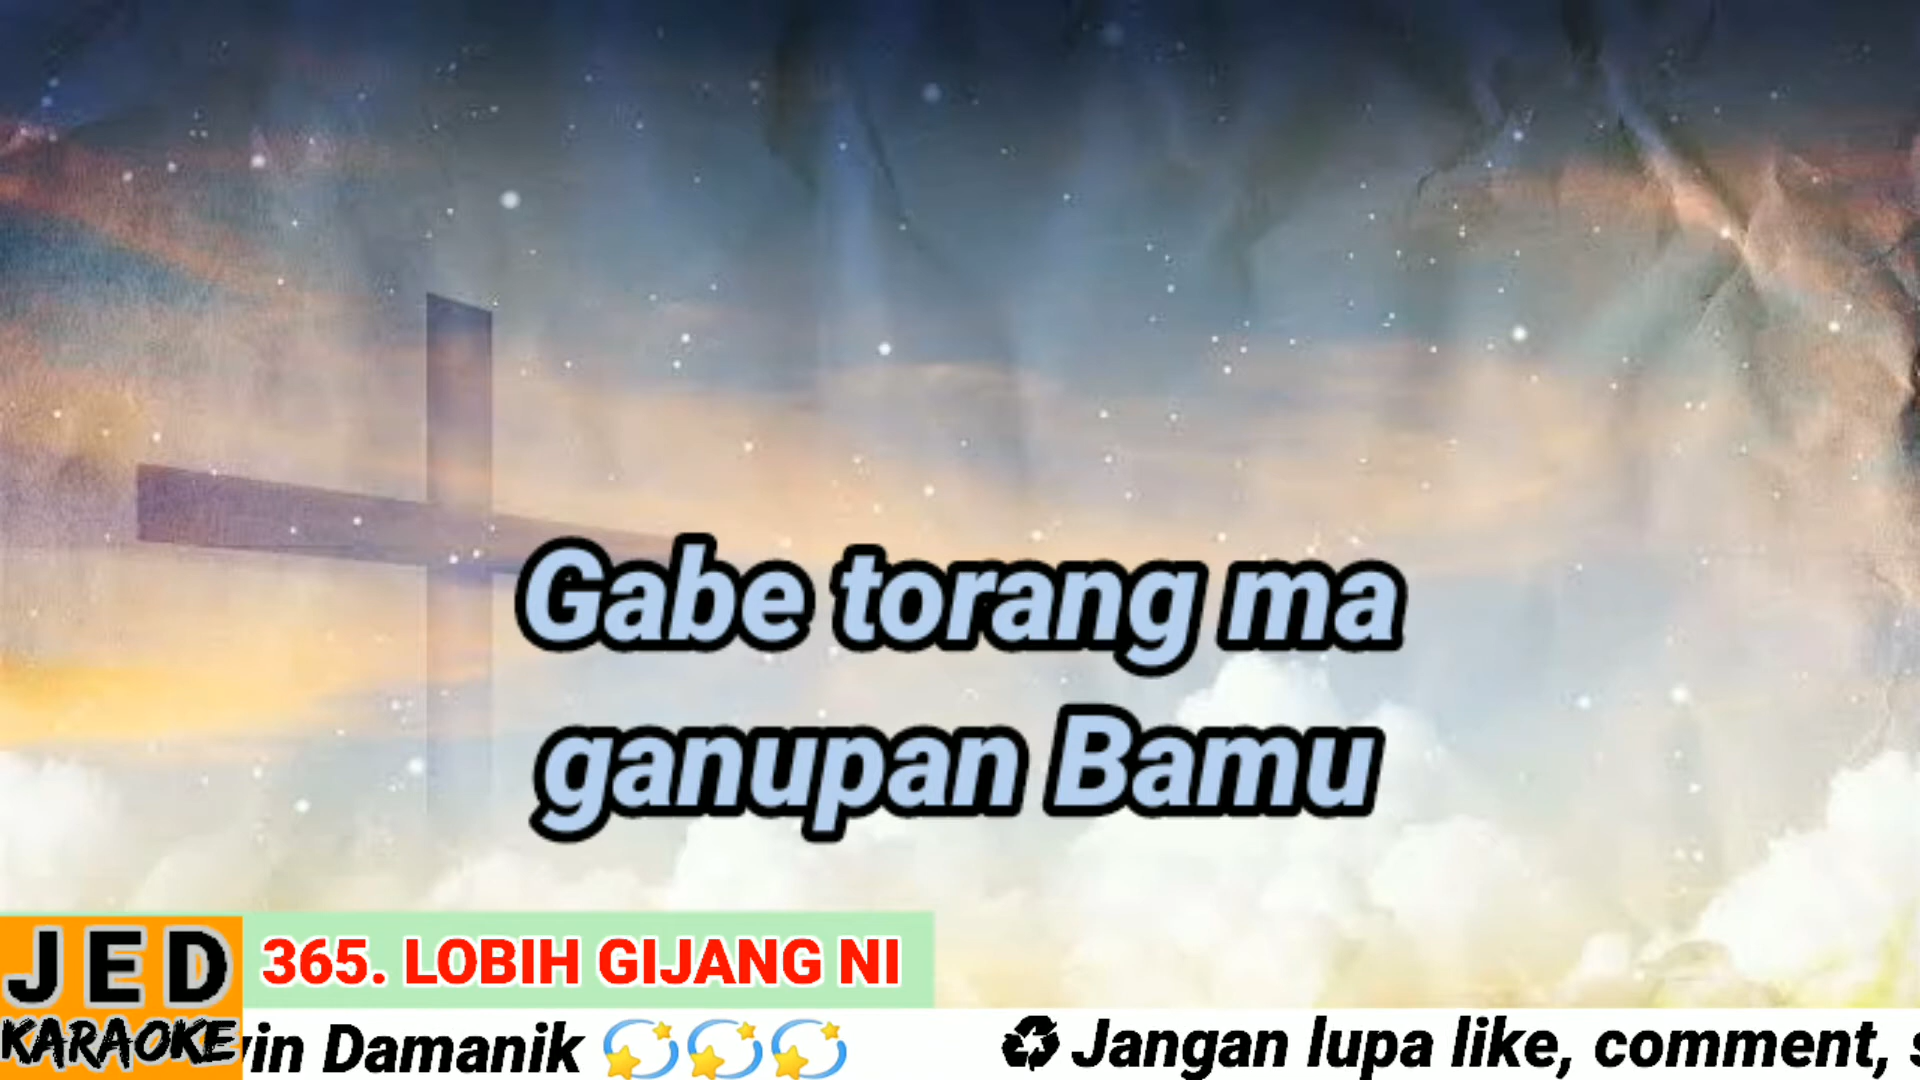 Gabe torang ma
ganupan Bamu
JED
KARAOKE
365. LOBIH GIJANG NI
in Damanik 💫💫💫 ♻ Jangan lupa like, comment,